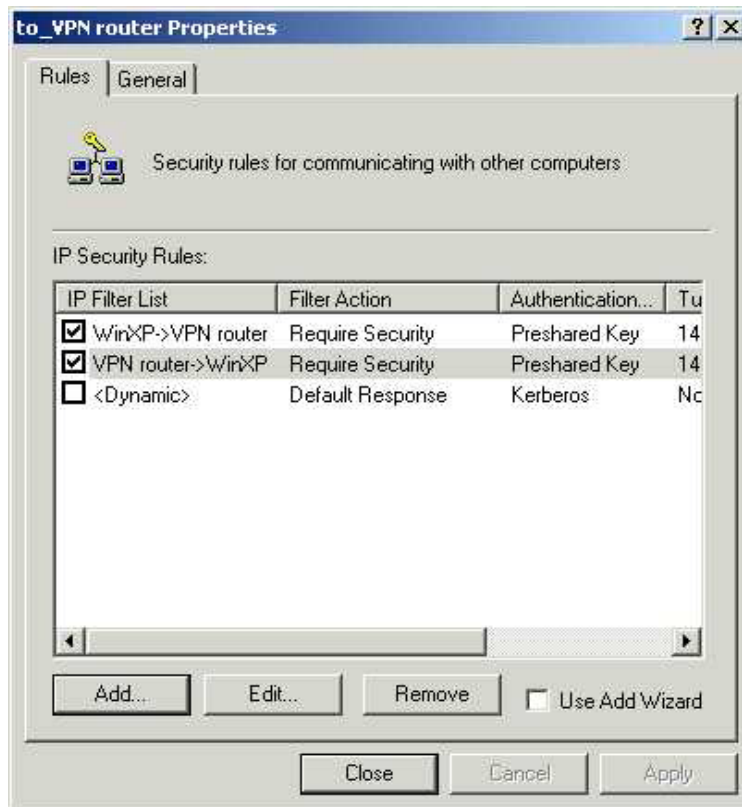 to_VPN router Properties
Rules General
Security rules for communicating with other computers
IP Security Rules:
IP Filter List Filter Action Authentication... Tu
WinXP->VPN router Require Security Preshared Key 14
VPN router->WinXP Require Security Preshared Key 14
<Dynamic> Default Response Kerberos No
Add... Edit... Remove Use Add Wizard
Close Cancel Apply